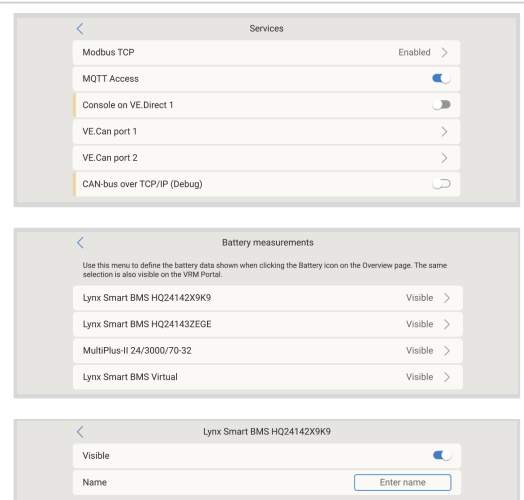 Services
Modbus TCP Enabled
MQTT Access
Console on VE.Direct 1
VE.Can port 1
VE.Can port 2
CAN-bus over TCP/IP (Debug)
Battery measurements
Use this menu to define the battery data shown when clicking the Battery icon on the Overview page. The same
selection is also visible on the VRM Portal.
Lynx Smart BMS HQ24142X9K9 Visible
Lynx Smart BMS HQ24143ZEGE Visible
MultiPlus-II 24/3000/70-32 Visible
Lynx Smart BMS Virtual Visible
Lynx Smart BMS HQ24142X9K9
Visible
Name Enter name